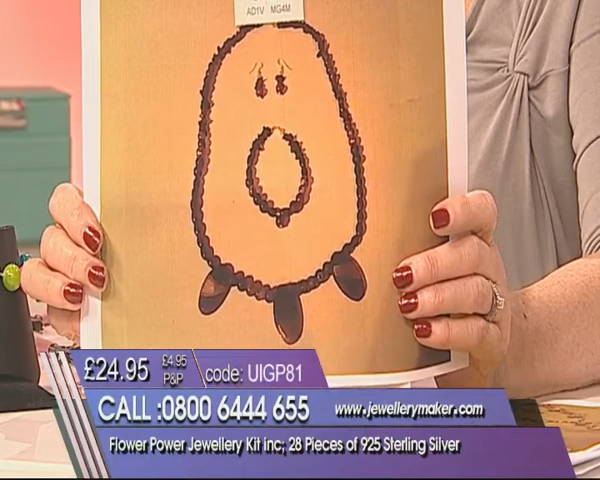 AD1V MG4M
£24.95 £4.95 P&P code: UIGP81
CALL :0800 6444 655 www.jewellerymaker.com
Flower Power Jewellery Kit inc; 28 Pieces of 925 Sterling Silver